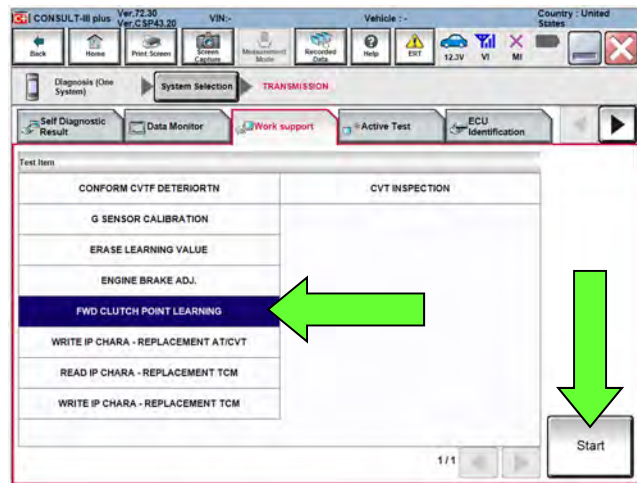 CONSULT-III plus
Ver.72.30
Ver.CSP43.20
VIN:-
Vehicle : -
Country : United States
Back
Home
Print Screen
Screen Capture
Measurement Mode
Recorded Data
Help
ERT
12.3V
VI
MI
Diagnosis (One System)
System Selection
TRANSMISSION
Self Diagnostic Result
Data Monitor
Work support
Active Test
ECU Identification
Test Item
CONFORM CVTF DETERIORTN
CVT INSPECTION
G SENSOR CALIBRATION
ERASE LEARNING VALUE
ENGINE BRAKE ADJ.
FWD CLUTCH POINT LEARNING
WRITE IP CHARA - REPLACEMENT AT/CVT
READ IP CHARA - REPLACEMENT TCM
WRITE IP CHARA - REPLACEMENT TCM
1/1
Start